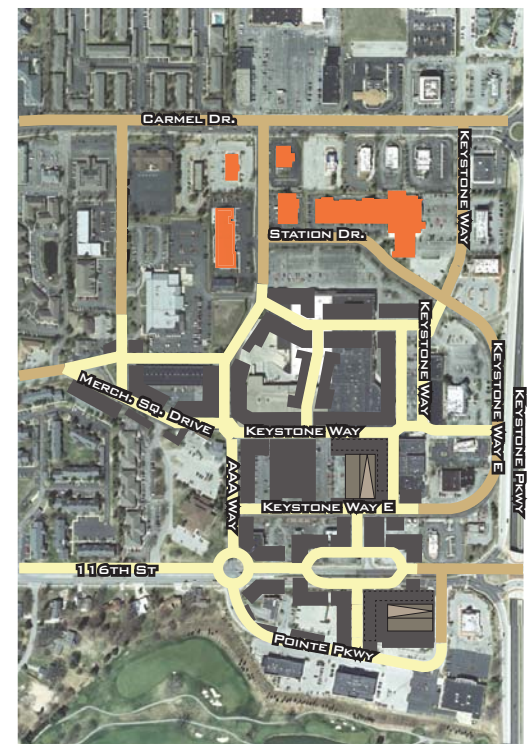 Carmel Dr.
Keystone Way
Station Dr.
Keystone Way
Keystone Way E
Keystone Pkwy
Merch. Sq. Drive
Keystone Way
AAA Way
Keystone Way E
116th St
Pointe Pkwy